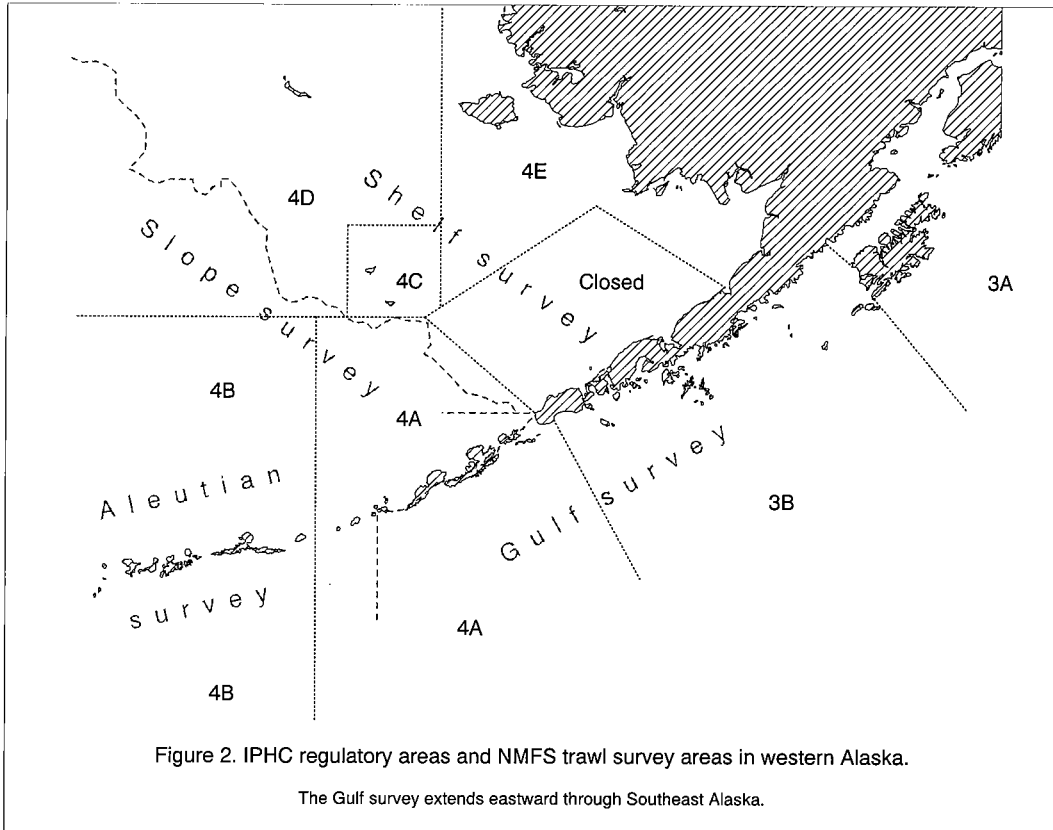 4E
4D
Shelf survey
Slope survey
4C
Closed
3A
4B
4A
Aleutian
survey
Gulf survey
3B
4A
4B
Figure 2. IPHC regulatory areas and NMFS trawl survey areas in western Alaska.
The Gulf survey extends eastward through Southeast Alaska.